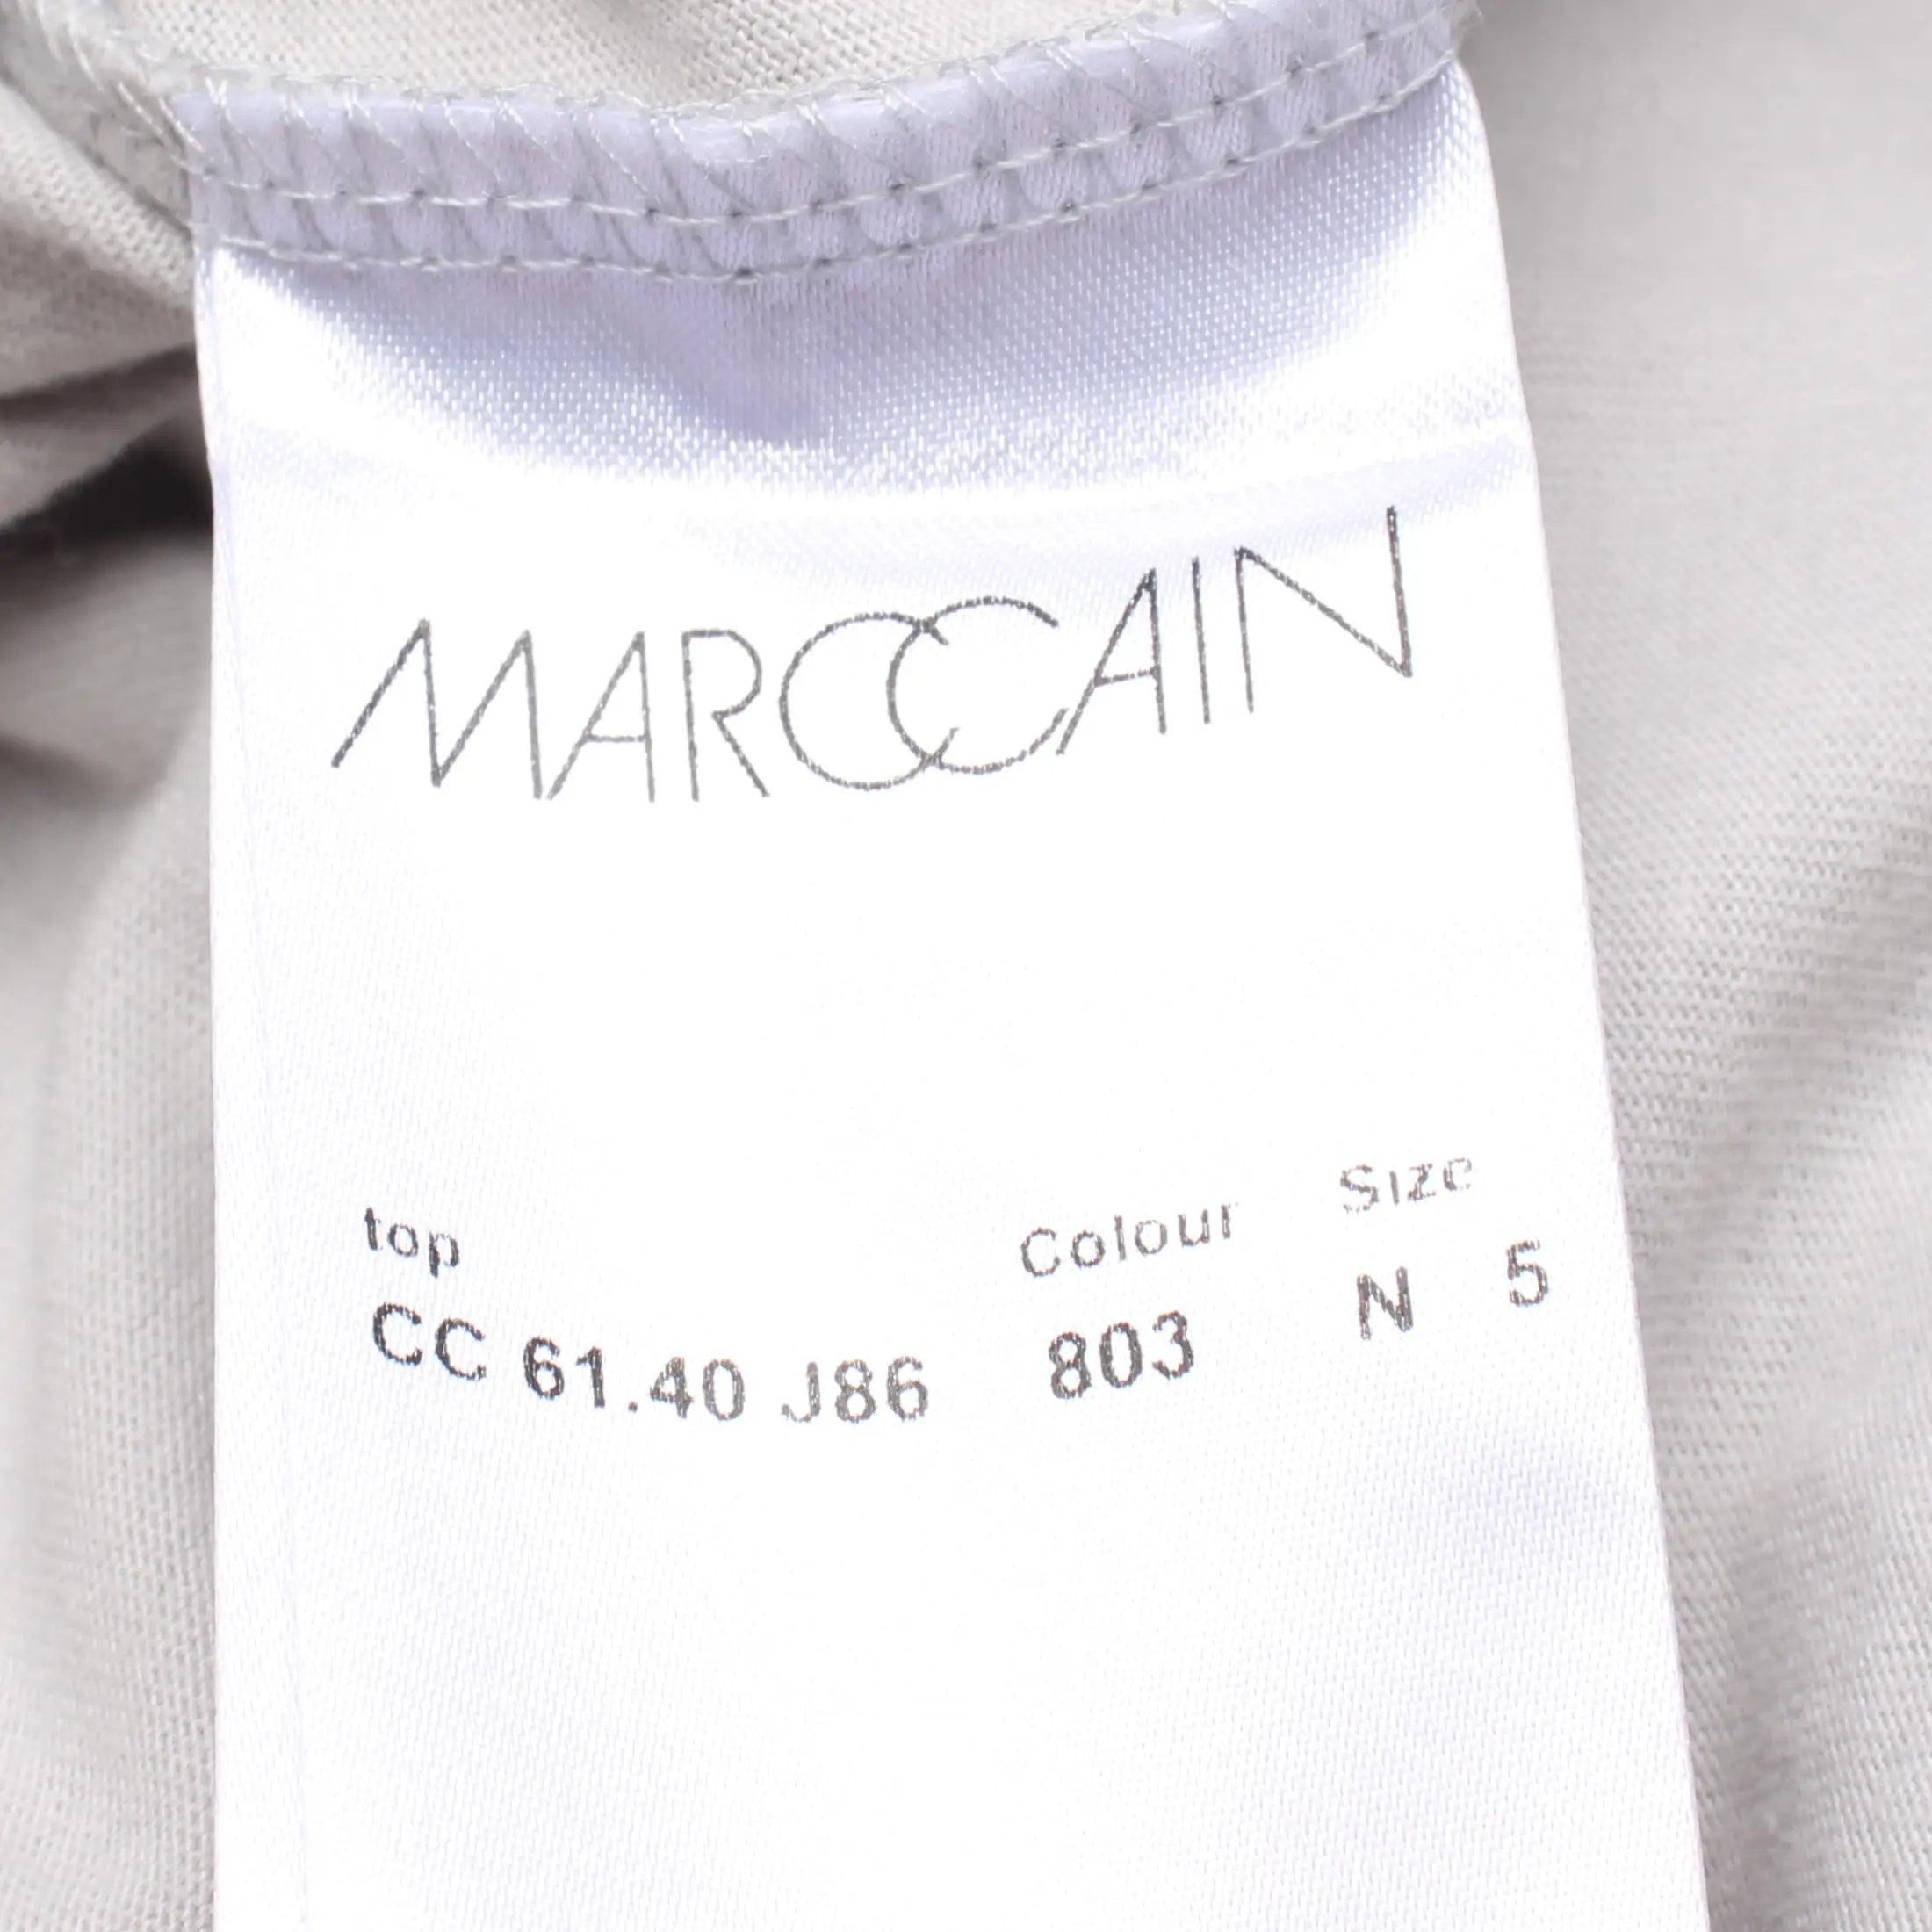 MARCCAIN
top Colour Size
CC 61.40 J86 803 N 5